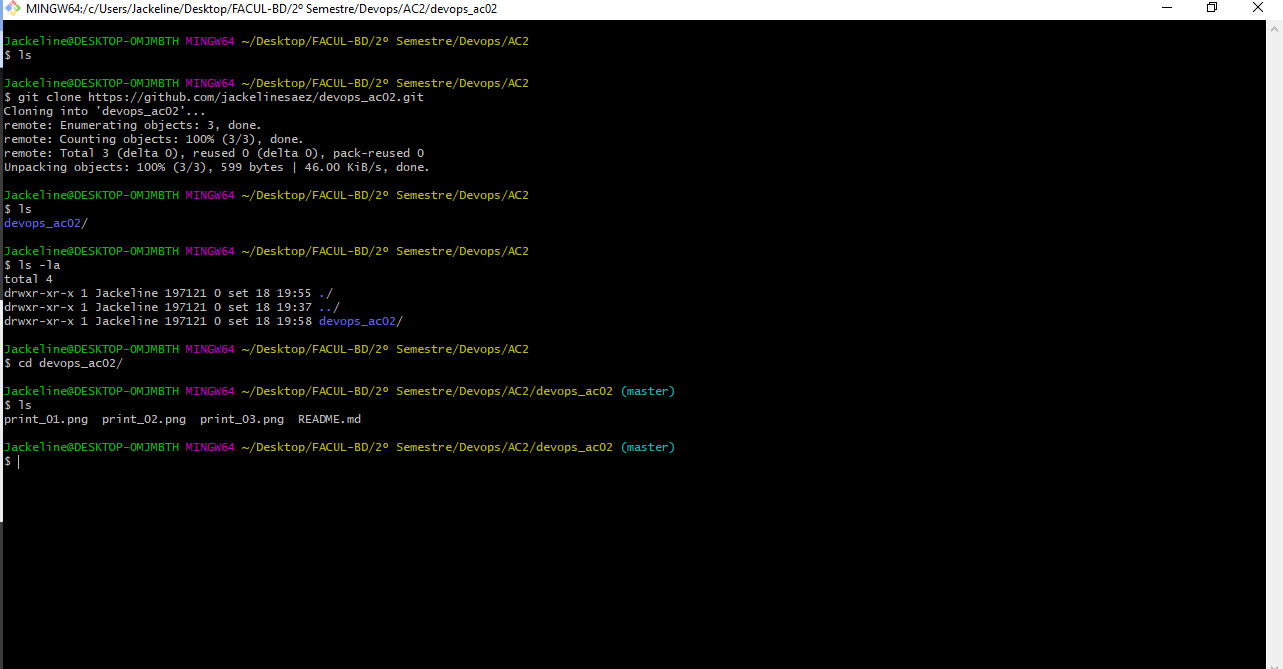 MINGW64:/c/Users/Jackeline/Desktop/FACUL-BD/2º Semestre/Devops/AC2/devops_ac02
Jackeline@DESKTOP-OMJMBTH MINGW64 ~/Desktop/FACUL-BD/2º Semestre/Devops/AC2
$ ls
Jackeline@DESKTOP-OMJMBTH MINGW64 ~/Desktop/FACUL-BD/2º Semestre/Devops/AC2
$ git clone https://github.com/jackelinesaez/devops_ac02.git
Cloning into 'devops_ac02'...
remote: Enumerating objects: 3, done.
remote: Counting objects: 100% (3/3), done.
remote: Total 3 (delta 0), reused 0 (delta 0), pack-reused 0
Unpacking objects: 100% (3/3), 599 bytes | 46.00 KiB/s, done.
Jackeline@DESKTOP-OMJMBTH MINGW64 ~/Desktop/FACUL-BD/2º Semestre/Devops/AC2
$ ls
devops_ac02/
Jackeline@DESKTOP-OMJMBTH MINGW64 ~/Desktop/FACUL-BD/2º Semestre/Devops/AC2
$ ls -la
total 4
drwxr-xr-x 1 Jackeline 197121 0 set 18 19:55 ./
drwxr-xr-x 1 Jackeline 197121 0 set 18 19:37 ../
drwxr-xr-x 1 Jackeline 197121 0 set 18 19:58 devops_ac02/
Jackeline@DESKTOP-OMJMBTH MINGW64 ~/Desktop/FACUL-BD/2º Semestre/Devops/AC2
$ cd devops_ac02/
Jackeline@DESKTOP-OMJMBTH MINGW64 ~/Desktop/FACUL-BD/2º Semestre/Devops/AC2/devops_ac02 (master)
$ ls
print_01.png  print_02.png  print_03.png  README.md
Jackeline@DESKTOP-OMJMBTH MINGW64 ~/Desktop/FACUL-BD/2º Semestre/Devops/AC2/devops_ac02 (master)
$